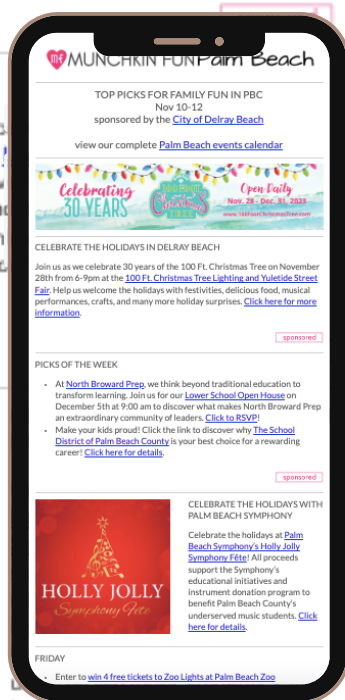 mf MUNCHKIN FUN Palm Beach
TOP PICKS FOR FAMILY FUN IN PBC
Nov 10-12
sponsored by the City of Delray Beach
view our complete Palm Beach events calendar
Celebrating
30 YEARS
100 FOOT
Christmas
TREE
Open Daily
Nov. 28 - Dec. 31, 2023
www.100FootChristmasTree.com
CELEBRATE THE HOLIDAYS IN DELRAY BEACH
Join us as we celebrate 30 years of the 100 Ft. Christmas Tree on November
28th from 6-9pm at the 100 Ft. Christmas Tree Lighting and Yuletide Street
Fair. Help us welcome the holidays with festivities, delicious food, musical
performances, crafts, and many more holiday surprises. Click here for more
information.
sponsored
PICKS OF THE WEEK
• At North Broward Prep, we think beyond traditional education to
transform learning. Join us for our Lower School Open House on
December 5th at 9:00 am to discover what makes North Broward Prep
an extraordinary community of leaders. Click to RSVP!
• Make your kids proud! Click the link to discover why The School
District of Palm Beach County is your best choice for a rewarding
career! Click here for details.
sponsored
HOLLY JOLLY
Symphony Fête
CELEBRATE THE HOLIDAYS WITH
PALM BEACH SYMPHONY
Celebrate the holidays at Palm
Beach Symphony's Holly Jolly
Symphony Fête! All proceeds
support the Symphony's
educational initiatives and
instrument donation program to
benefit Palm Beach County's
underserved music students. Click
here for details.
FRIDAY
• Enter to win 4 free tickets to Zoo Lights at Palm Beach Zoo